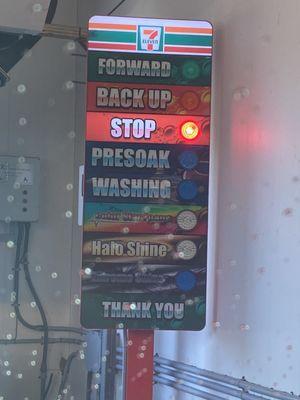 7
ELEVEN
FORWARD
BACK UP
STOP
PRESOAK
WASHING
Halo Shine
THANK YOU